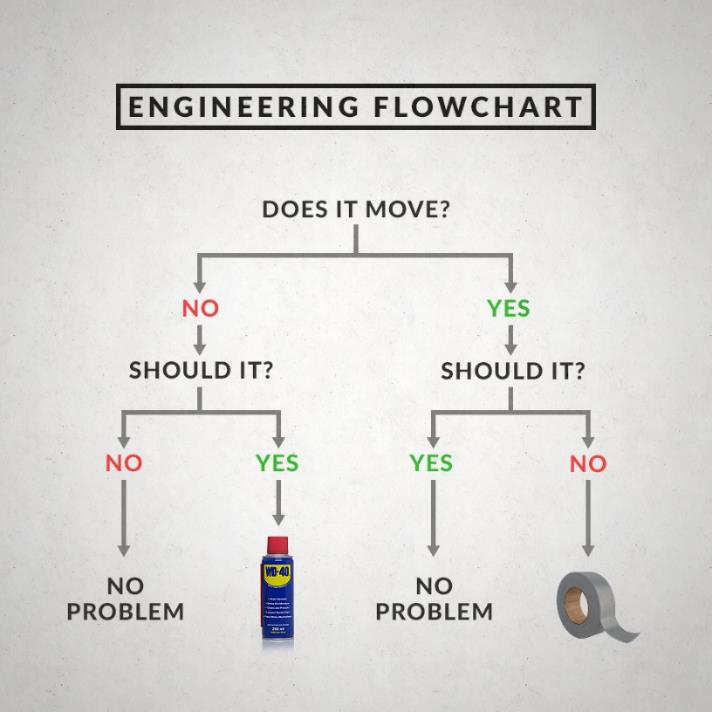 ENGINEERING FLOWCHART
DOES IT MOVE?
NO
YES
SHOULD IT?
SHOULD IT?
NO
YES
YES
NO
NO
PROBLEM
WD-40
NO
PROBLEM